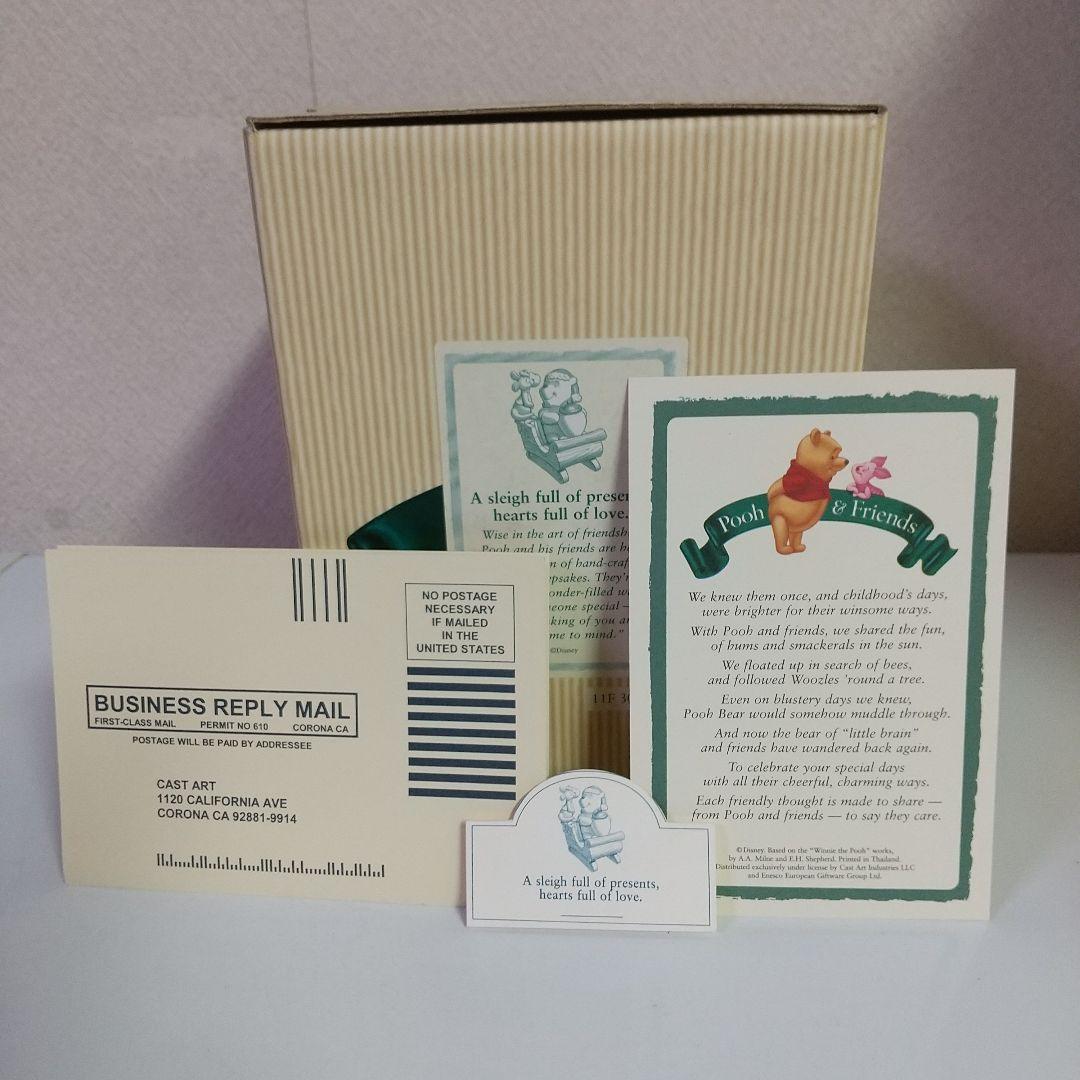 A sleigh full of
hearts full of love.
Wise in the art of
Pooh and his friends are
of hand-
They
-filled
special —
king of you
me to mind."
©Disney
11F
NO POSTAGE
NECESSARY
IF MAILED
IN THE
UNITED STATES
BUSINESS REPLY MAIL
FIRST-CLASS MAIL PERMIT NO 610 CORONA CA
POSTAGE WILL BE PAID BY ADDRESSEE
CAST ART
1120 CALIFORNIA AVE
CORONA CA 92881-9914
A sleigh full of presents,
hearts full of love.
Pooh & Friends
We knew them once, and childhood's days,
were brighter for their winsome ways.
With Pooh and friends, we shared the fun,
of hums and smackerals in the sun.
We floated up in search of bees,
and followed Woozles 'round a tree.
Even on blustery days we knew,
Pooh Bear would somehow muddle through.
And now the bear of "little brain"
and friends have wandered back again.
To celebrate your special days
with all their cheerful, charming ways.
Each friendly thought is made to share —
from Pooh and friends — to say they care.
©Disney. Based on the "Winnie the Pooh" works,
by A.A. Milne and E.H. Shepherd. Printed in Thailand.
Distributed exclusively under license by Cast Art Industries LLC
and Enesco European Giftware Group Ltd.